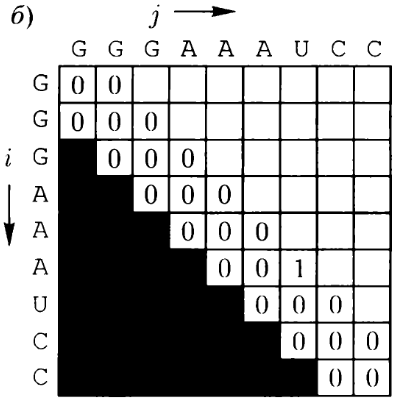 б) j
G G G A A A U C C
G 0 0
G 0 0 0
i G 0 0 0
A 0 0 0
A 0 0 0
A 0 0 1
U 0 0 0
C 0 0 0
C 0 0